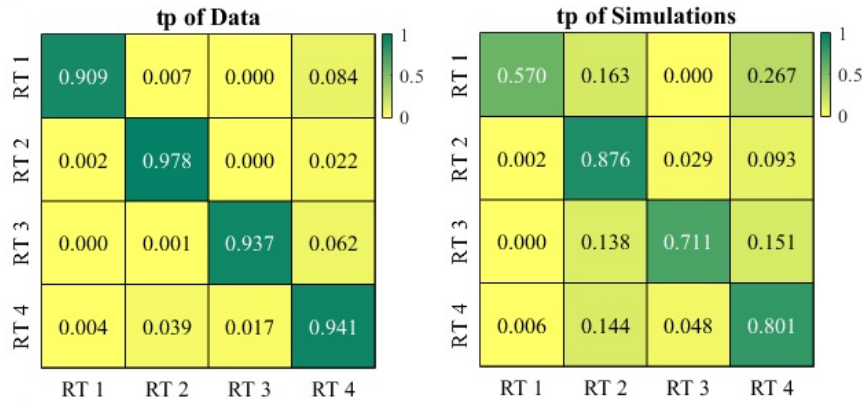 tp of Data
1
0.5
0
RT 1 0.909 0.007 0.000 0.084
RT 2 0.002 0.978 0.000 0.022
RT 3 0.000 0.001 0.937 0.062
RT 4 0.004 0.039 0.017 0.941
RT 1 RT 2 RT 3 RT 4
tp of Simulations
1
0.5
0
RT 1 0.570 0.163 0.000 0.267
RT 2 0.002 0.876 0.029 0.093
RT 3 0.000 0.138 0.711 0.151
RT 4 0.006 0.144 0.048 0.801
RT 1 RT 2 RT 3 RT 4